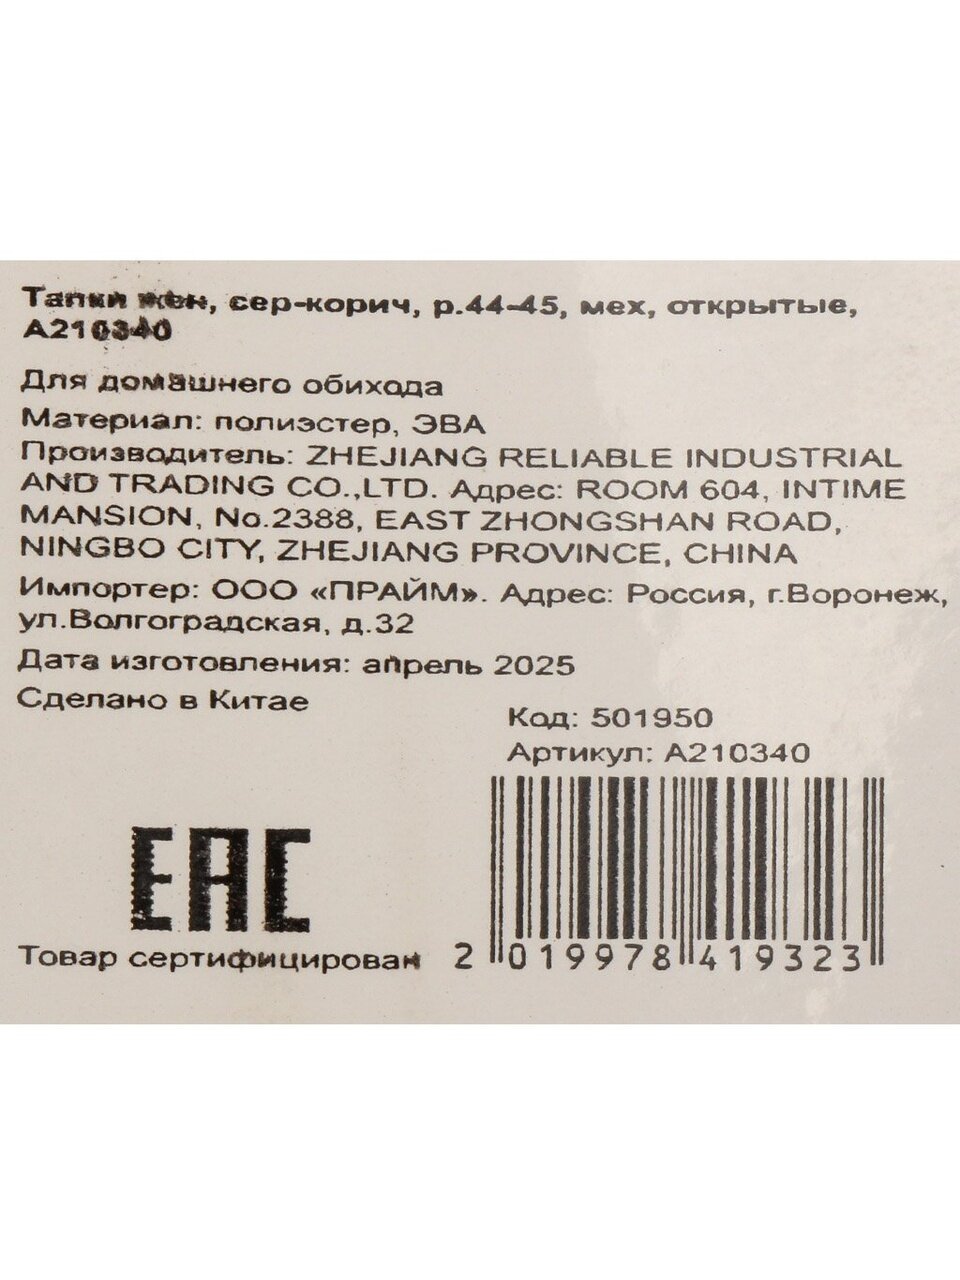 Тапки жен, сер-корич, р.44-45, мех, открытые,
А210340
Для домашнего обихода
Материал: полиэстер, ЭВА
Производитель: ZHEJIANG RELIABLE INDUSTRIAL
AND TRADING CO.,LTD. Адрес: ROOM 604, INTIME
MANSION, No.2388, EAST ZHONGSHAN ROAD,
NINGBO CITY, ZHEJIANG PROVINCE, CHINA
Импортер: ООО «ПРАЙМ». Адрес: Россия, г.Воронеж,
ул.Волгоградская, д.32
Дата изготовления: апрель 2025
Сделано в Китае
Код: 501950
Артикул: А210340
EAC
Товар сертифицирован
2 019978 419323